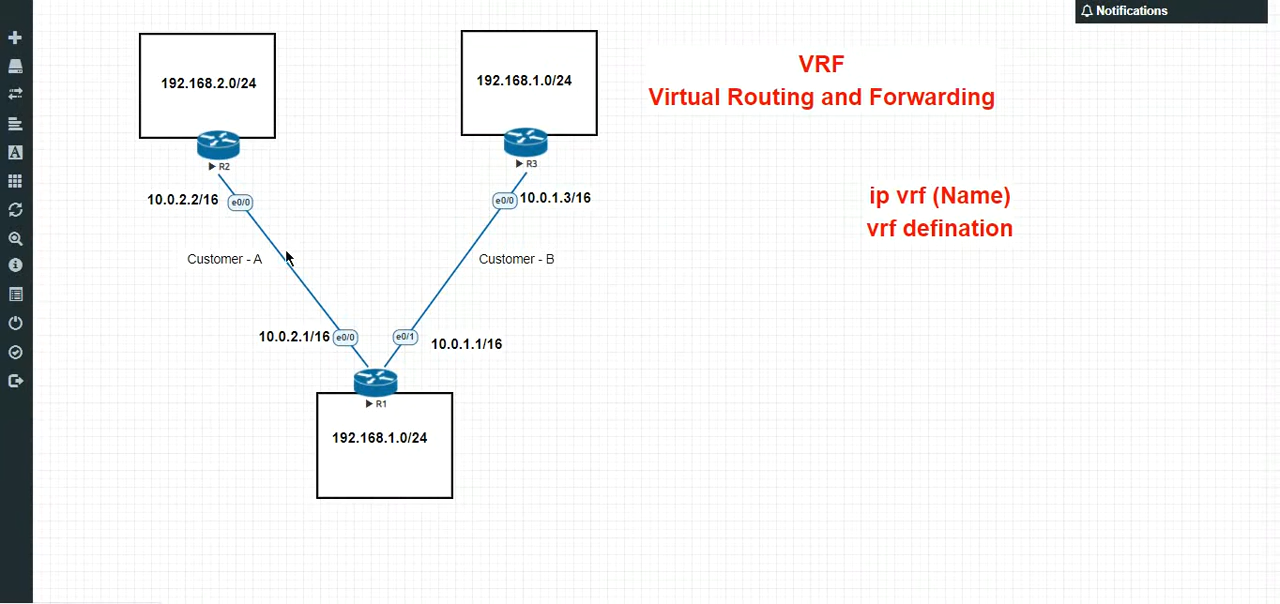 Notifications
192.168.2.0/24
192.168.1.0/24
VRF
Virtual Routing and Forwarding
R2
R3
10.0.2.2/16
e0/0
e0/0
10.0.1.3/16
ip vrf (Name)
vrf defination
Customer - A
Customer - B
10.0.2.1/16
e0/0
e0/1
10.0.1.1/16
R1
192.168.1.0/24